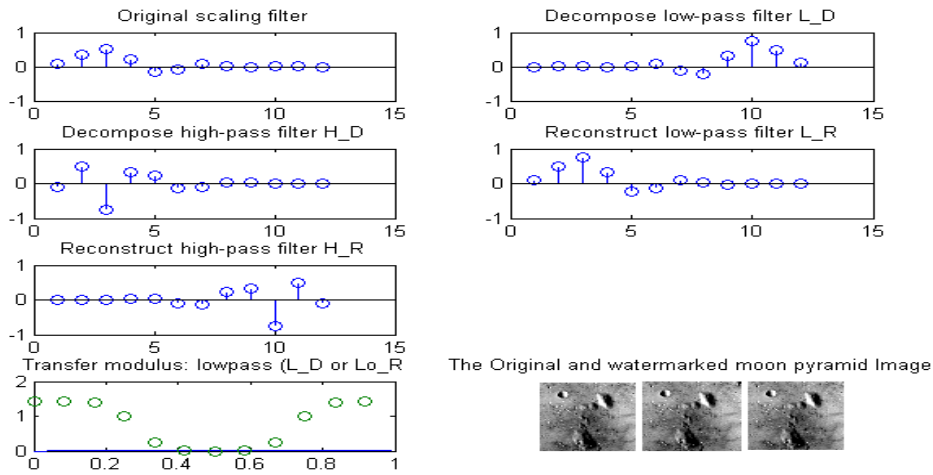 Original scaling filter
1
0
-1
0 5 10 15
Decompose low-pass filter L_D
1
0
-1
0 5 10 15
Decompose high-pass filter H_D
1
0
-1
0 5 10 15
Reconstruct low-pass filter L_R
1
0
-1
0 5 10 15
Reconstruct high-pass filter H_R
1
0
-1
0 5 10 15
Transfer modulus: lowpass (L_D or Lo_R
2
1
0
0 0.2 0.4 0.6 0.8 1
The Original and watermarked moon pyramid Image